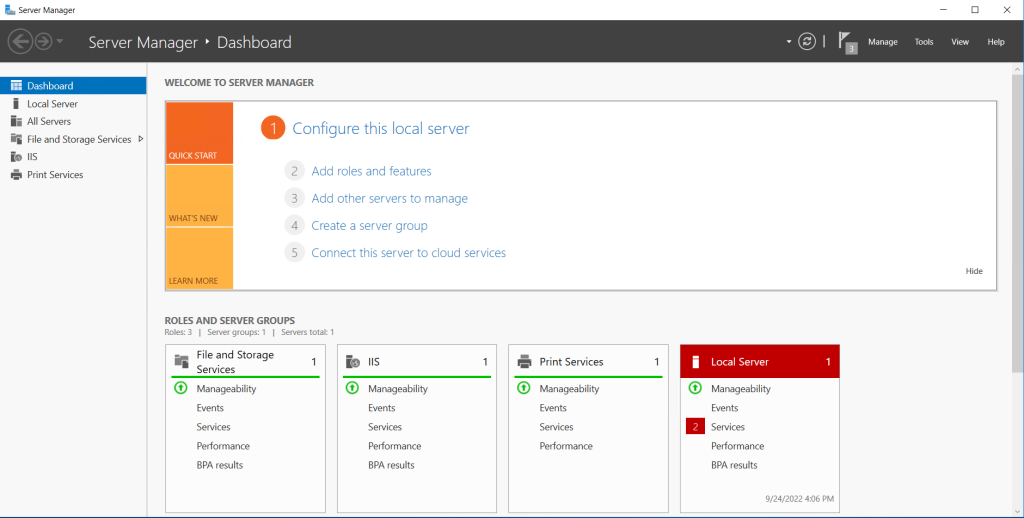 Server Manager
Server Manager ‣ Dashboard
3
Manage Tools View Help
Dashboard
Local Server
All Servers
File and Storage Services
IIS
Print Services
WELCOME TO SERVER MANAGER
QUICK START
WHAT'S NEW
LEARN MORE
1 Configure this local server
2 Add roles and features
3 Add other servers to manage
4 Create a server group
5 Connect this server to cloud services
Hide
ROLES AND SERVER GROUPS
Roles: 3 | Server groups: 1 | Servers total: 1
File and Storage
Services 1
Manageability
Events
Services
Performance
BPA results
IIS 1
Manageability
Events
Services
Performance
BPA results
Print Services 1
Manageability
Events
Services
Performance
Local Server 1
Manageability
Events
2 Services
Performance
BPA results
9/24/2022 4:06 PM